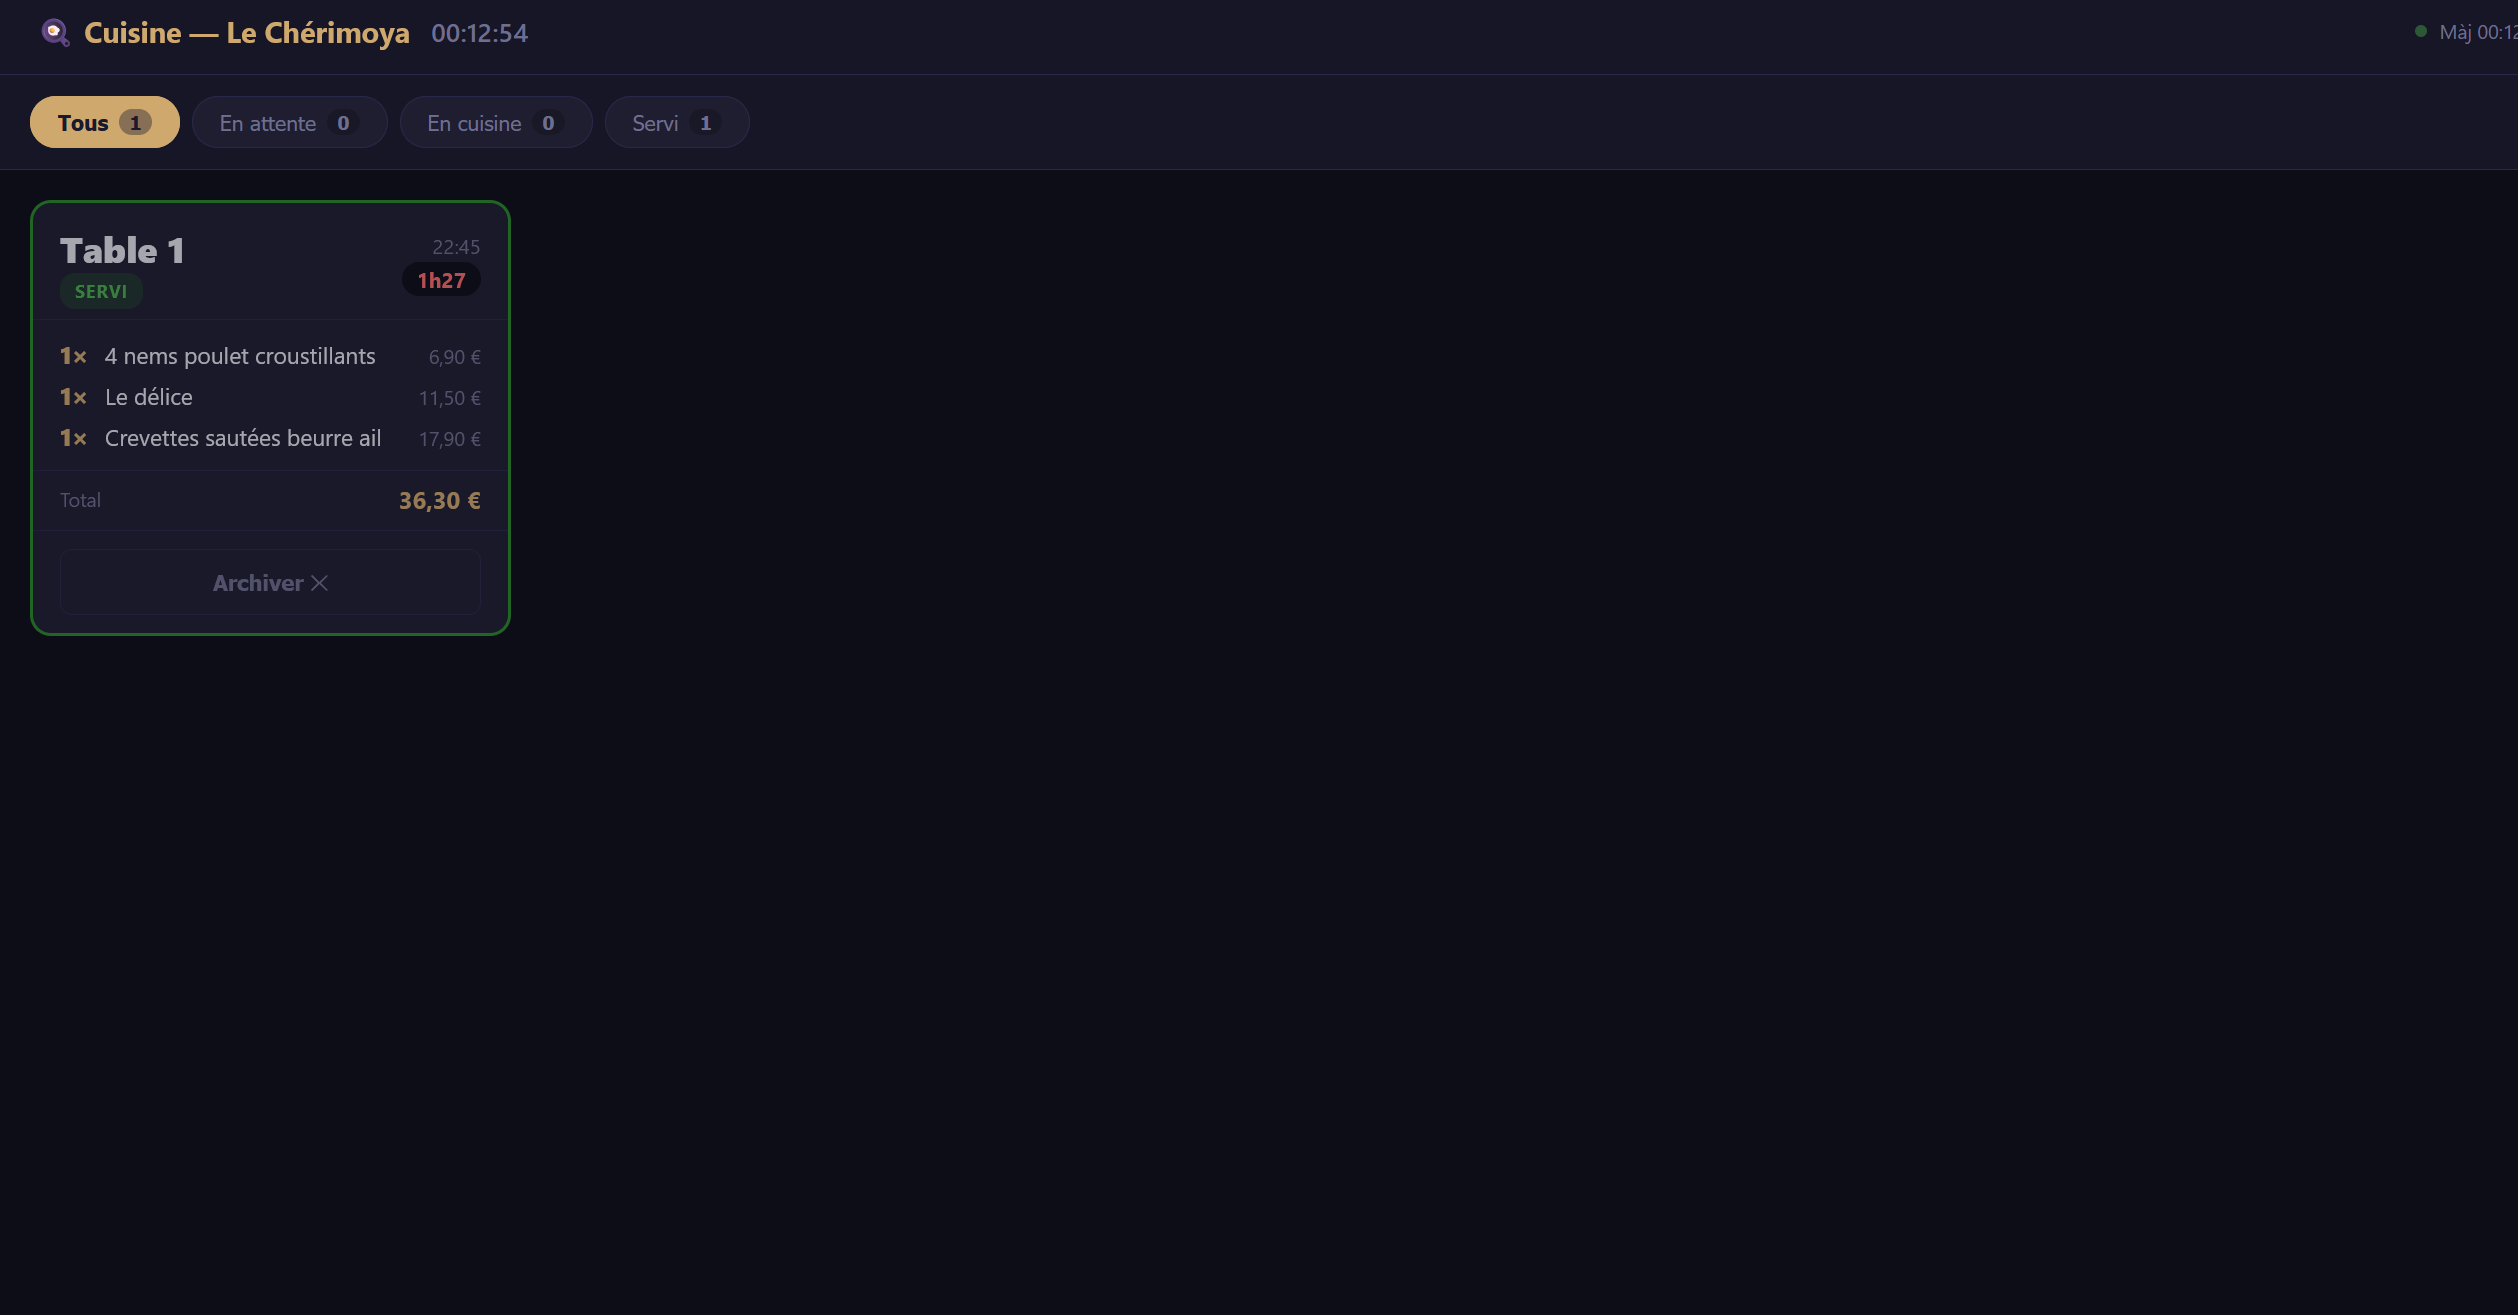 Cuisine — Le Chérimoya 00:12:54
Màj 00:12
Tous 1 En attente 0 En cuisine 0 Servi 1
Table 1
22:45
SERVI
1h27
1× 4 nems poulet croustillants 6,90 €
1× Le délice 11,50 €
1× Crevettes sautées beurre ail 17,90 €
Total 36,30 €
Archiver ✕